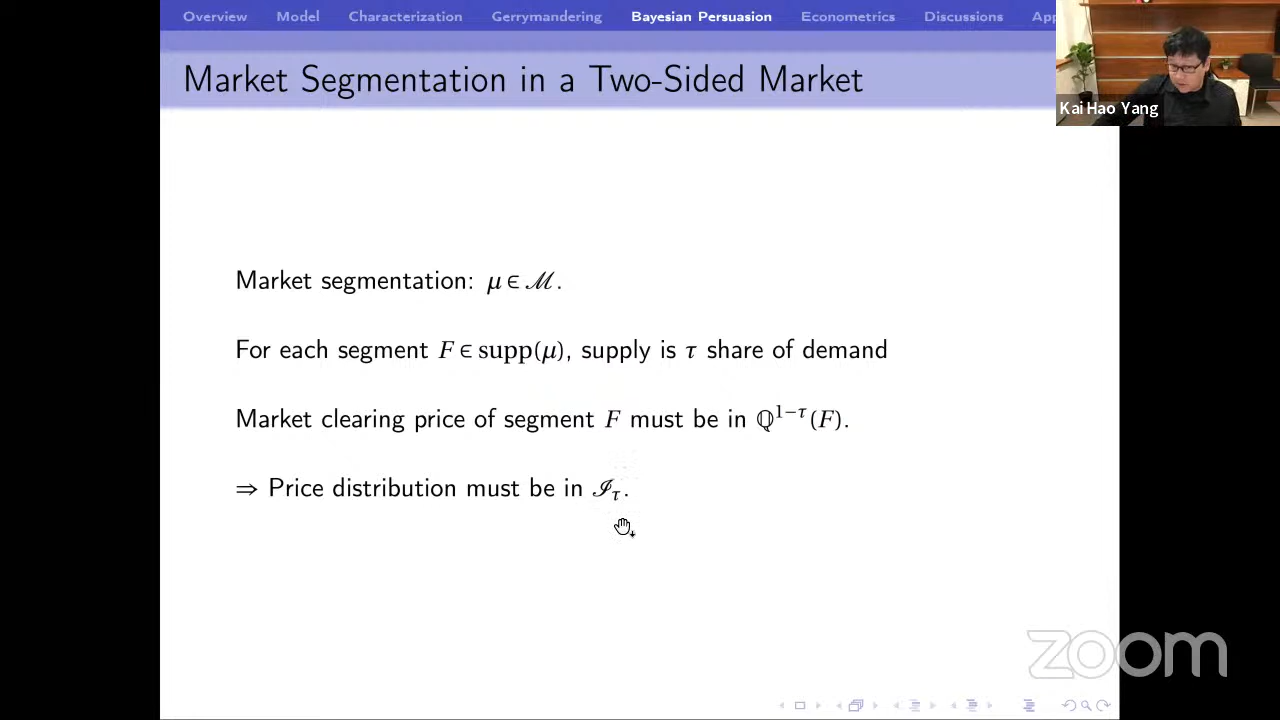 Overview Model Characterization Gerrymandering Bayesian Persuasion Econometrics Discussions App
Market Segmentation in a Two-Sided Market
Kai Hao Yang
Market segmentation: μ ∈ ℳ.
For each segment F ∈ supp(μ), supply is τ share of demand
Market clearing price of segment F must be in ℚ^{1−τ}(F).
⇒ Price distribution must be in ℐ_τ.
zoom